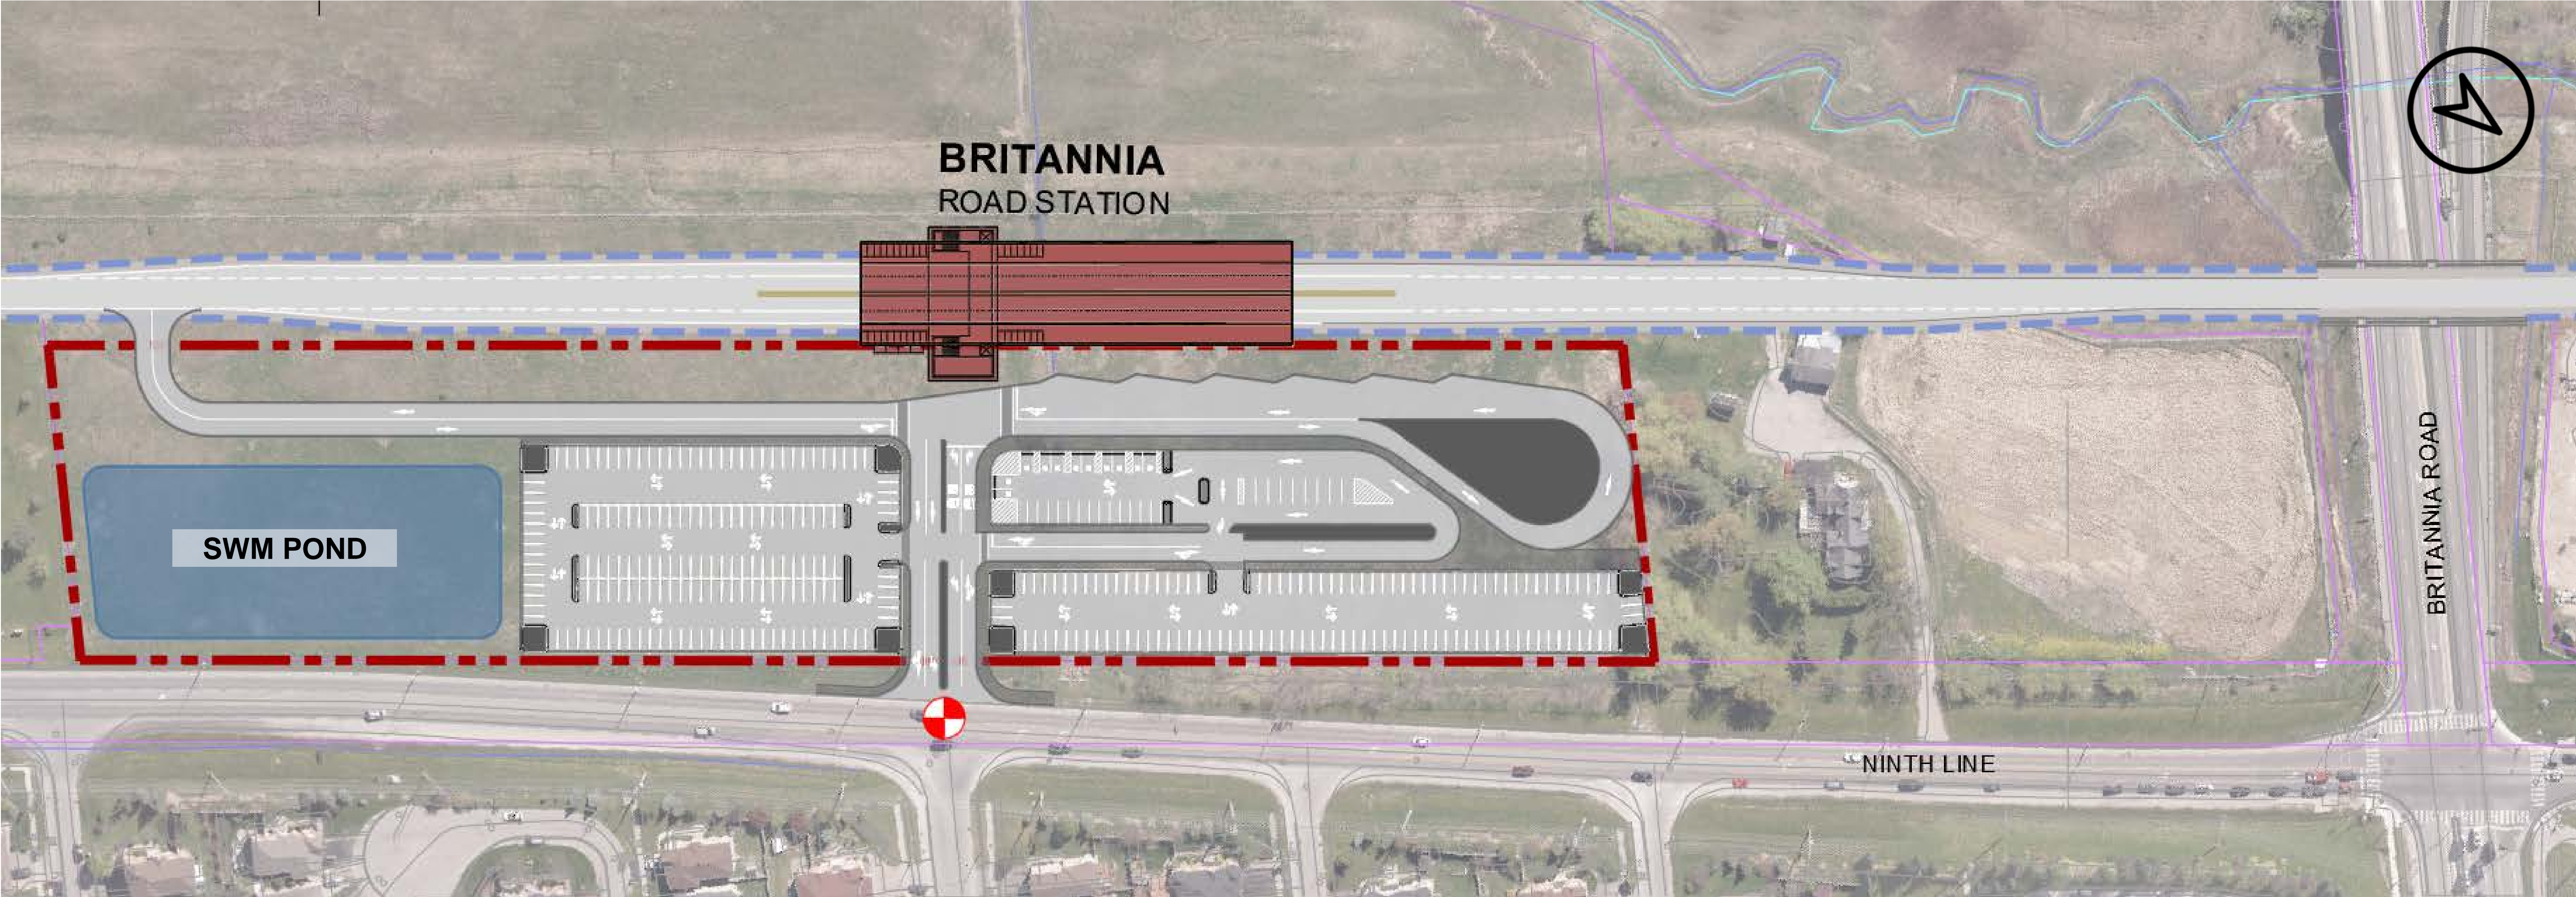 BRITANNIA
ROAD STATION
SWM POND
BRITANNIA ROAD
NINTH LINE